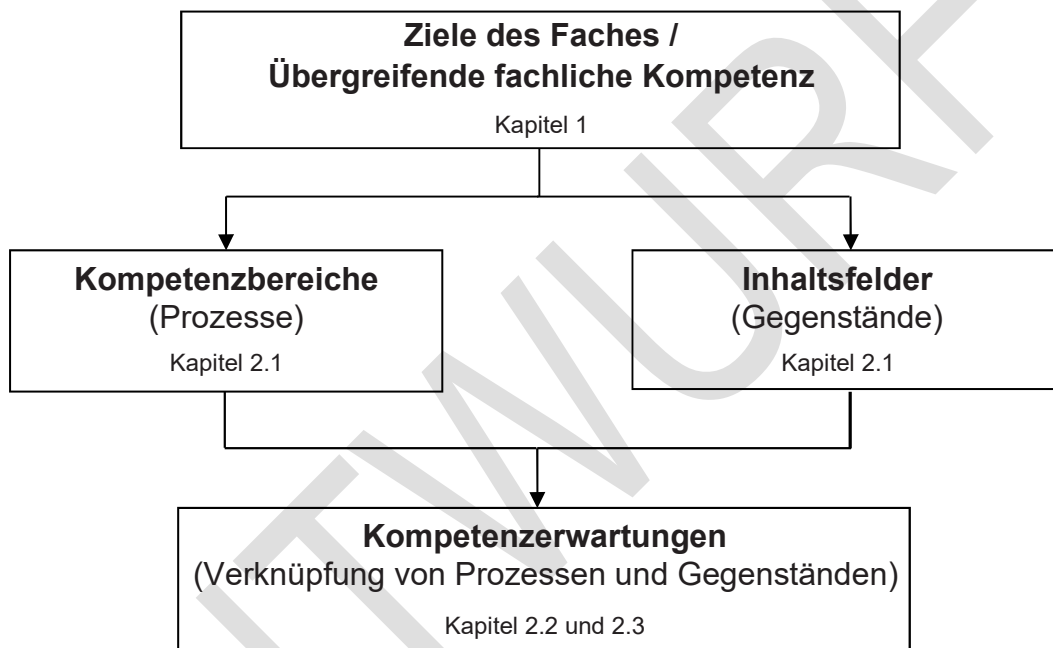 Ziele des Faches /
Übergreifende fachliche Kompetenz
Kapitel 1
Kompetenzbereiche
(Prozesse)
Kapitel 2.1
Inhaltsfelder
(Gegenstände)
Kapitel 2.1
Kompetenzerwartungen
(Verknüpfung von Prozessen und Gegenständen)
Kapitel 2.2 und 2.3
TWURF